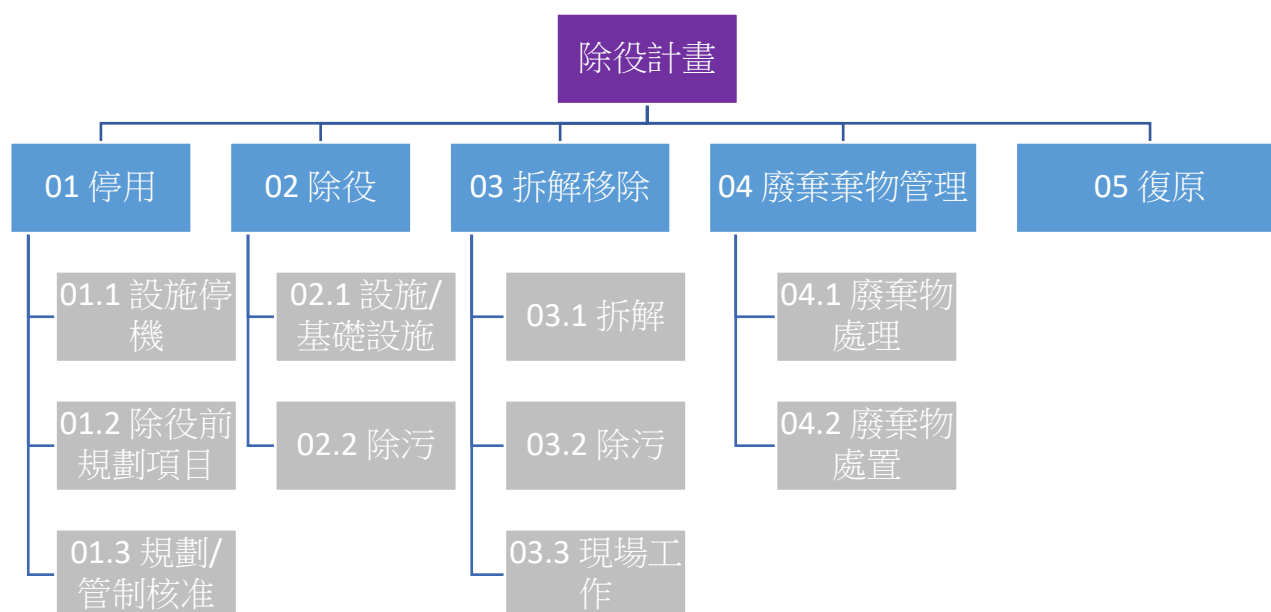 除役計畫
01 停用
02 除役
03 拆解移除
04 廢棄棄物管理
05 復原
01.1 設施停
機
02.1 設施/
基礎設施
03.1 拆解
04.1 廢棄物
處理
01.2 除役前
規劃項目
02.2 除污
03.2 除污
04.2 廢棄物
處置
01.3 規劃/
管制核准
03.3 現場工
作